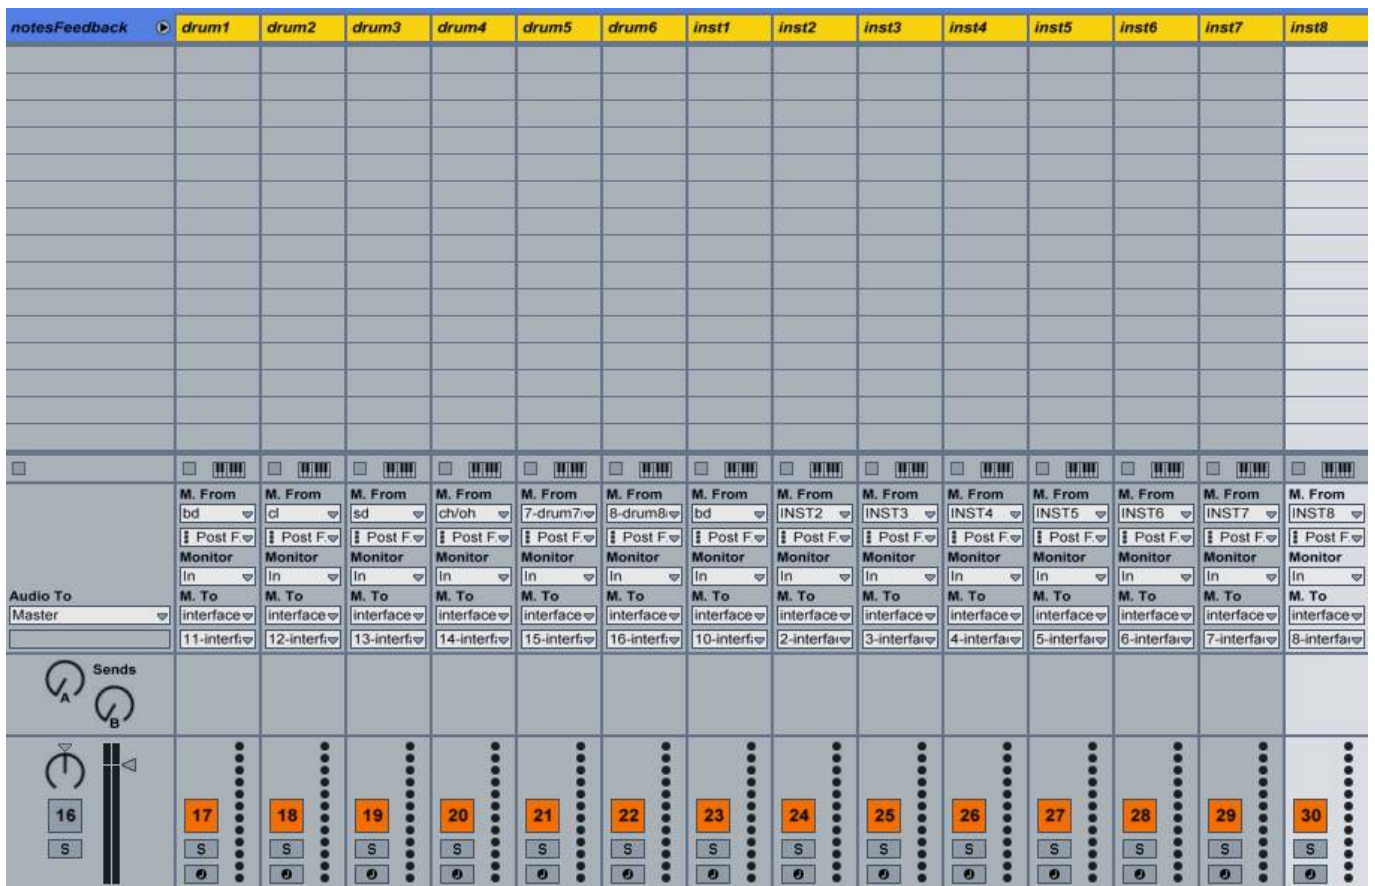 notesFeedback drum1 drum2 drum3 drum4 drum5 drum6 inst1 inst2 inst3 inst4 inst5 inst6 inst7 inst8
M. From M. From M. From M. From M. From M. From M. From M. From M. From M. From M. From M. From M. From M. From
bd cl sd ch/oh 7-drum7 8-drum8 bd INST2 INST3 INST4 INST5 INST6 INST7 INST8
Post F. Post F. Post F. Post F. Post F. Post F. Post F. Post F. Post F. Post F. Post F. Post F. Post F. Post F.
Monitor Monitor Monitor Monitor Monitor Monitor Monitor Monitor Monitor Monitor Monitor Monitor Monitor Monitor
In In In In In In In In In In In In In In
Audio To M. To M. To M. To M. To M. To M. To M. To M. To M. To M. To M. To M. To M. To M. To
Master interface interface interface interface interface interface interface interface interface interface interface interface interface interface
11-interf 12-interf 13-interf 14-interf 15-interf 16-interf 10-interf 2-interfa 3-interfa 4-interfa 5-interfa 6-interfa 7-interfa 8-interfa
Sends
A
B
16 17 18 19 20 21 22 23 24 25 26 27 28 29 30
S S S S S S S S S S S S S S S